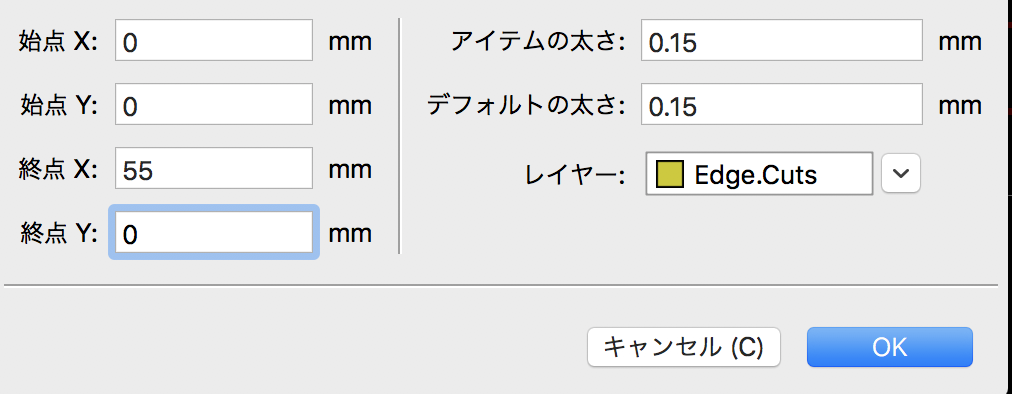 始点 X: 0 mm アイテムの太さ: 0.15 mm
始点 Y: 0 mm デフォルトの太さ: 0.15 mm
終点 X: 55 mm レイヤー: Edge.Cuts
終点 Y: 0 mm
キャンセル (C) OK